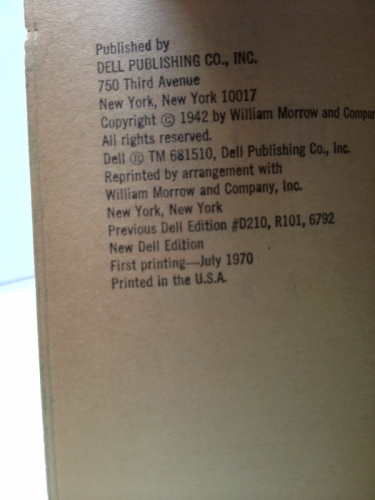 Published by
DELL PUBLISHING CO., INC.
750 Third Avenue
New York, New York 10017
Copyright © 1942 by William Morrow and
All rights reserved.
Dell ® TM 681510, Dell Publishing Co., Inc.
Reprinted by arrangement with
William Morrow and Company, Inc.
New York, New York
Previous Dell Edition #D210, R101, 6792
New Dell Edition
First printing—July 1970
Printed in the U.S.A.